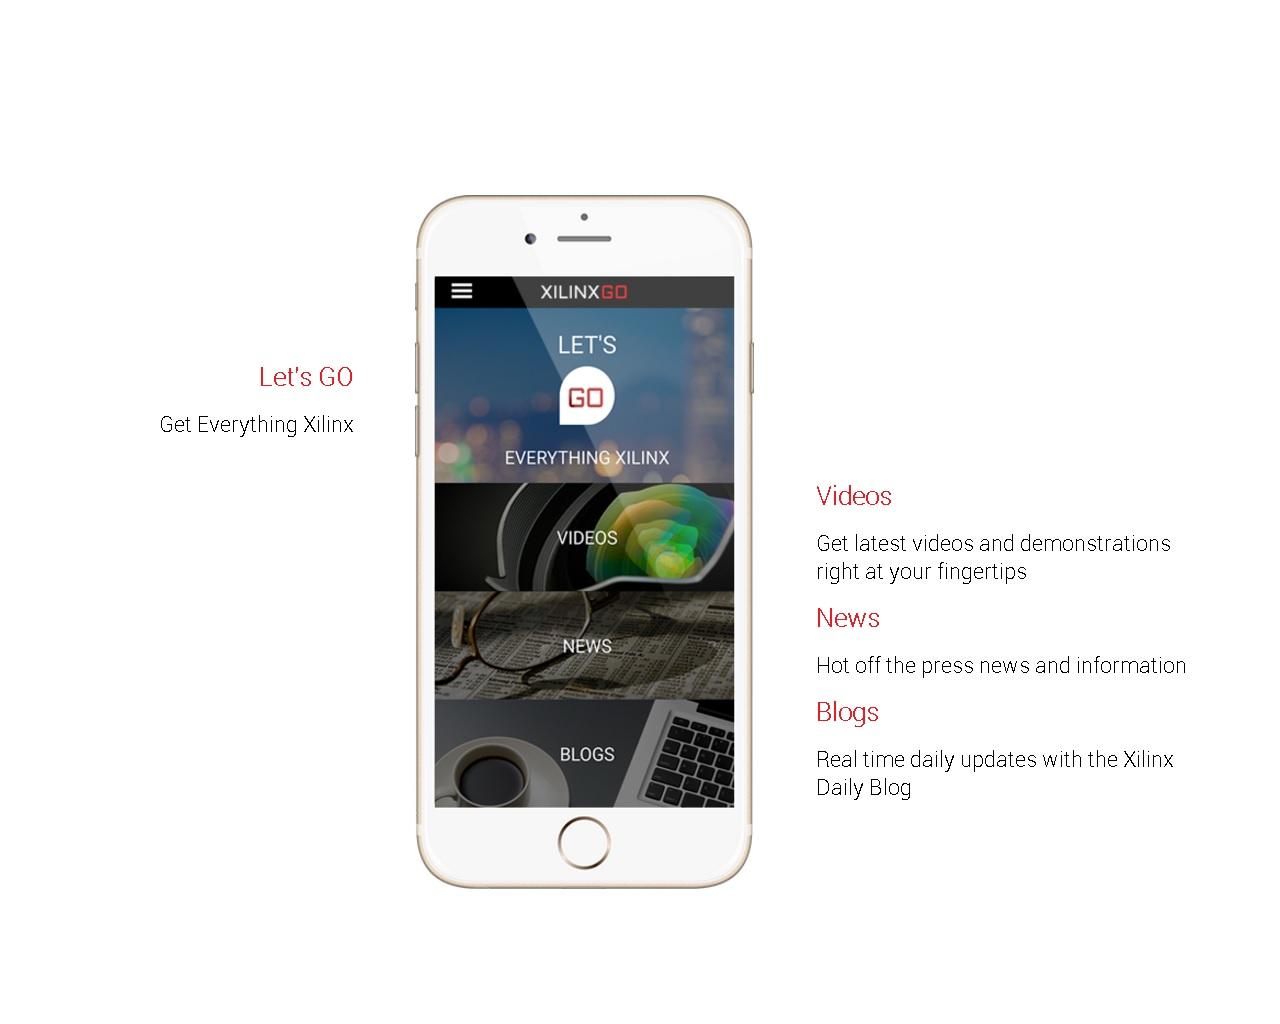 Let's GO
Get Everything Xilinx
XILINXGO
LET'S
GO
EVERYTHING XILINX
VIDEOS
NEWS
BLOGS
Videos
Get latest videos and demonstrations
right at your fingertips
News
Hot off the press news and information
Blogs
Real time daily updates with the Xilinx
Daily Blog